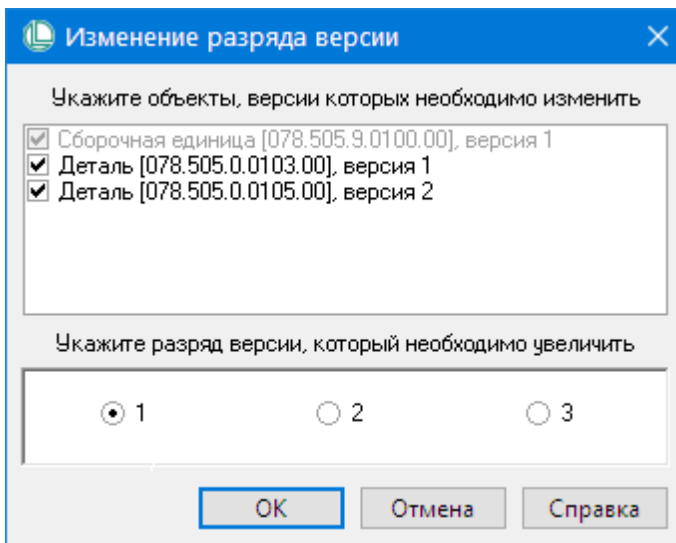 Изменение разряда версии
Укажите объекты, версии которых необходимо изменить
Сборочная единица [078.505.9.0100.00], версия 1
Деталь [078.505.0.0103.00], версия 1
Деталь [078.505.0.0105.00], версия 2
Укажите разряд версии, который необходимо увеличить
1 2 3
ОК Отмена Справка